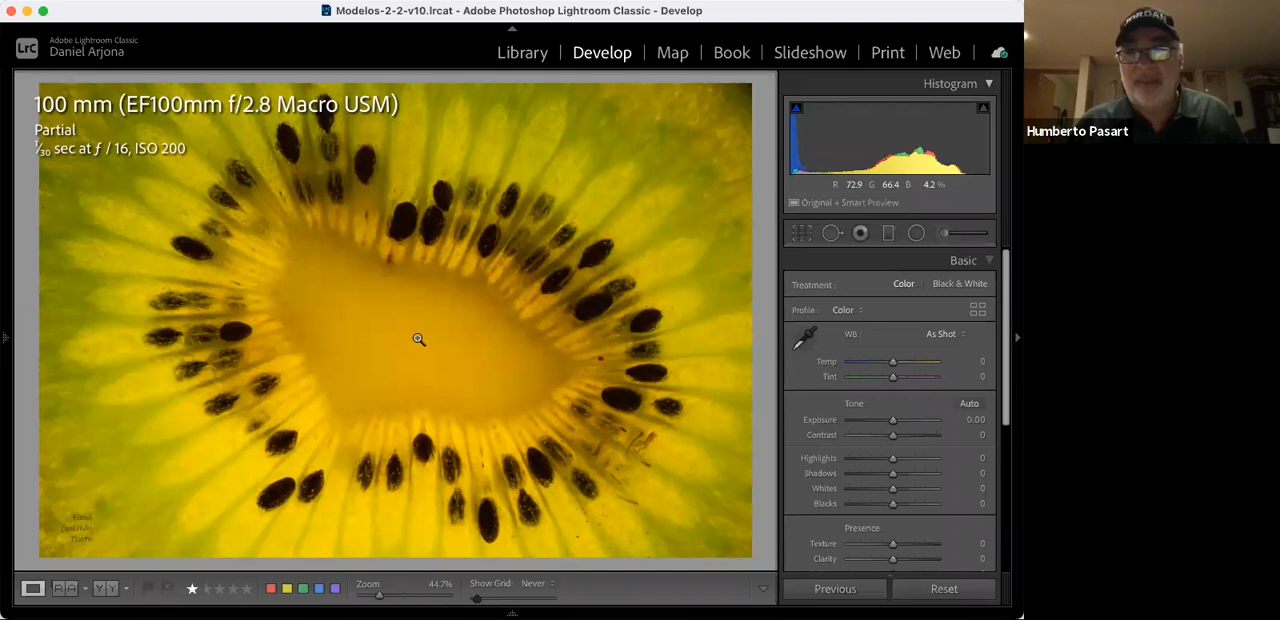 Modelos-2-2-v10.lrcat - Adobe Photoshop Lightroom Classic - Develop
LrC
Adobe Lightroom Classic
Daniel Arjona
Library | Develop | Map | Book | Slideshow | Print | Web
Histogram
100 mm (EF100mm f/2.8 Macro USM)
Partial
1/30 sec at ƒ / 16, ISO 200
R 72.9 G 66.4 B 4.2 %
Original + Smart Preview
Basic
Treatment : Color Black & White
Profile : Color
WB : As Shot
Temp 0
Tint 0
Tone Auto
Exposure 0.00
Contrast 0
Highlights 0
Shadows 0
Whites 0
Blacks 0
Presence
Texture 0
Clarity 0
Previous Reset
R A Y Y Zoom 44.7% Show Grid: Never
JORDAN
Humberto Pasart